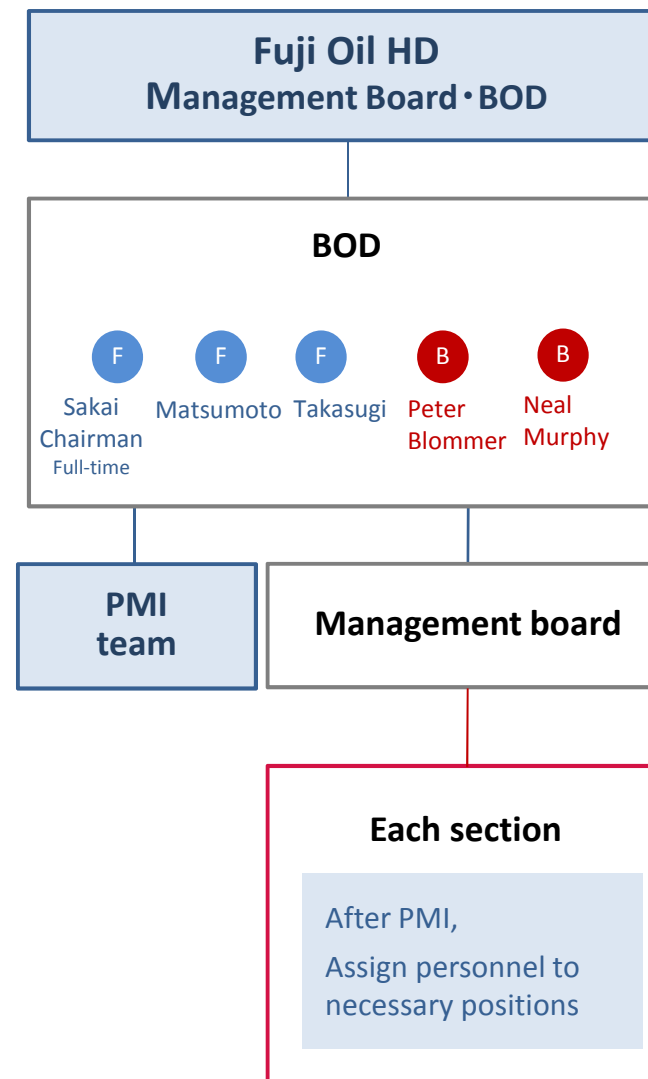 Fuji Oil HD
Management Board・BOD
BOD
F
F
F
B
B
Sakai
Chairman
Full-time
Matsumoto
Takasugi
Peter
Blommer
Neal
Murphy
PMI
team
Management board
Each section
After PMI,
Assign personnel to
necessary positions